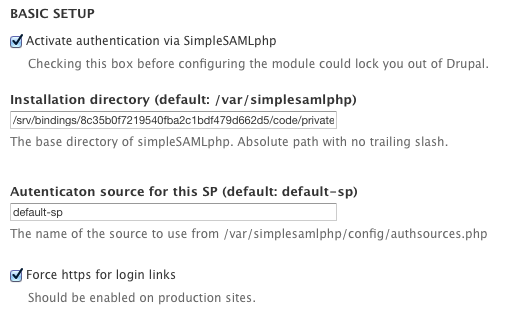 BASIC SETUP
Activate authentication via SimpleSAMLphp
Checking this box before configuring the module could lock you out of Drupal.
Installation directory (default: /var/simplesamlphp)
/srv/bindings/8c35b0f7219540fba2c1bdf479d662d5/code/private
The base directory of simpleSAMLphp. Absolute path with no trailing slash.
Autenticaton source for this SP (default: default-sp)
default-sp
The name of the source to use from /var/simplesamlphp/config/authsources.php
Force https for login links
Should be enabled on production sites.